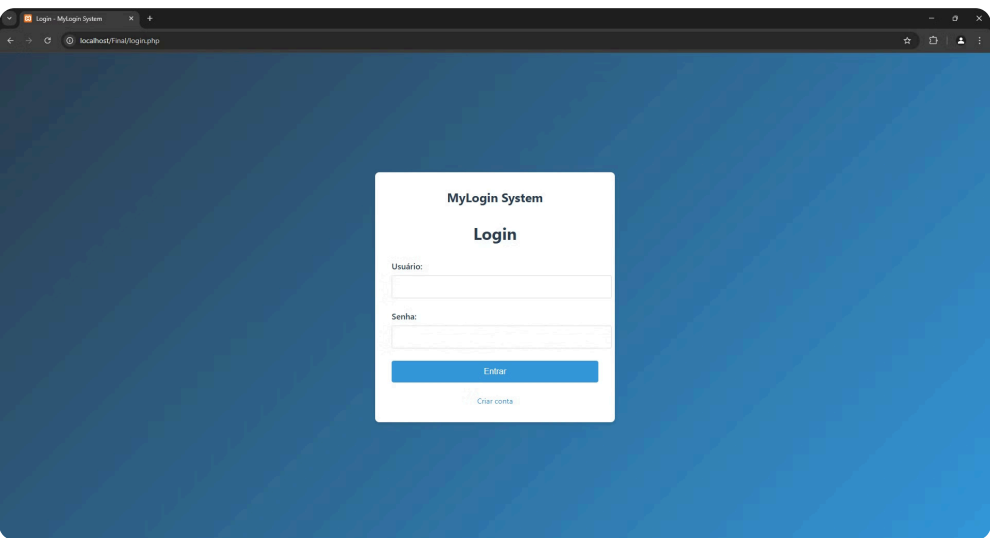 Login - MyLogin System
localhost/Final/login.php
MyLogin System
Login
Usuário:
Senha:
Entrar
Criar conta